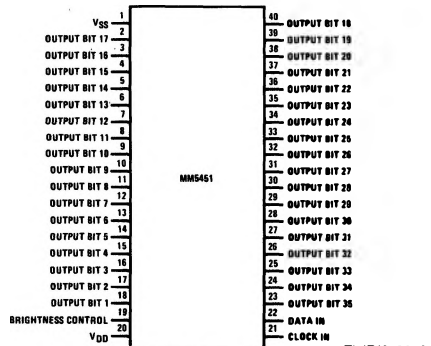 1
VSS
2
OUTPUT BIT 17
3
OUTPUT BIT 16
4
OUTPUT BIT 15
5
OUTPUT BIT 14
6
OUTPUT BIT 13
7
OUTPUT BIT 12
8
OUTPUT BIT 11
9
OUTPUT BIT 10
10
OUTPUT BIT 9
11
OUTPUT BIT 8
12
OUTPUT BIT 7
13
OUTPUT BIT 6
14
OUTPUT BIT 5
15
OUTPUT BIT 4
16
OUTPUT BIT 3
17
OUTPUT BIT 2
18
OUTPUT BIT 1
19
BRIGHTNESS CONTROL
20
VDD
MM5451
40
OUTPUT BIT 18
39
OUTPUT BIT 19
38
OUTPUT BIT 20
37
OUTPUT BIT 21
36
OUTPUT BIT 22
35
OUTPUT BIT 23
34
OUTPUT BIT 24
33
OUTPUT BIT 25
32
OUTPUT BIT 26
31
OUTPUT BIT 27
30
OUTPUT BIT 28
29
OUTPUT BIT 29
28
OUTPUT BIT 30
27
OUTPUT BIT 31
26
OUTPUT BIT 32
25
OUTPUT BIT 33
24
OUTPUT BIT 34
23
OUTPUT BIT 35
22
DATA IN
21
CLOCK IN